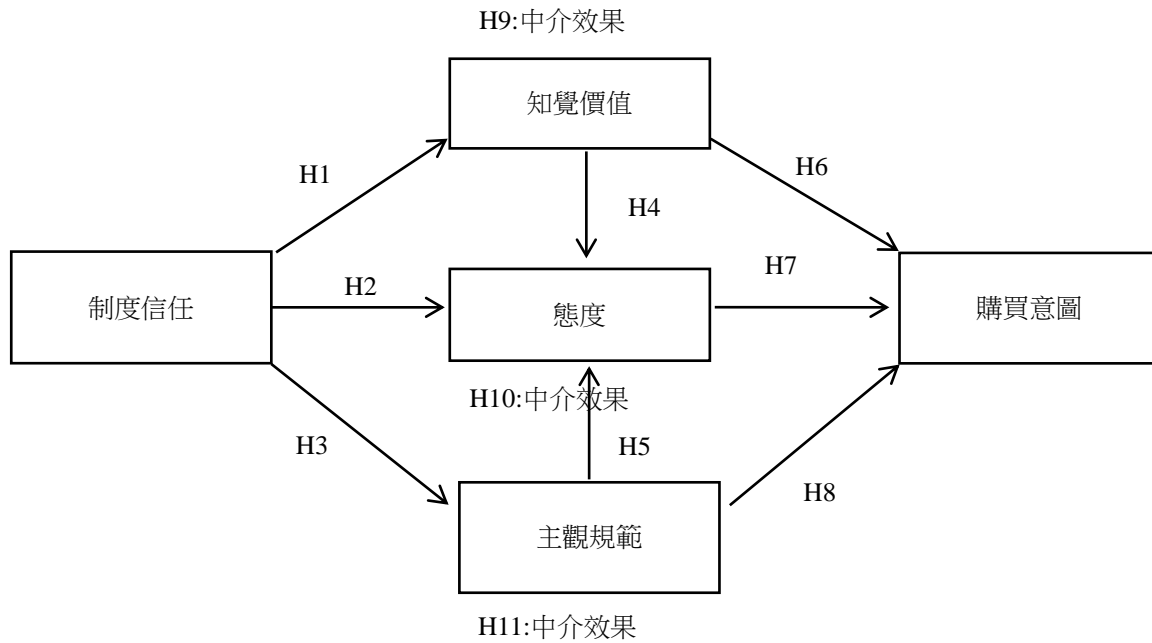 H9:中介效果
知覺價值
H1
H6
H4
H7
H2
制度信任
態度
購買意圖
H10:中介效果
H3
H5
H8
主觀規範
H11:中介效果